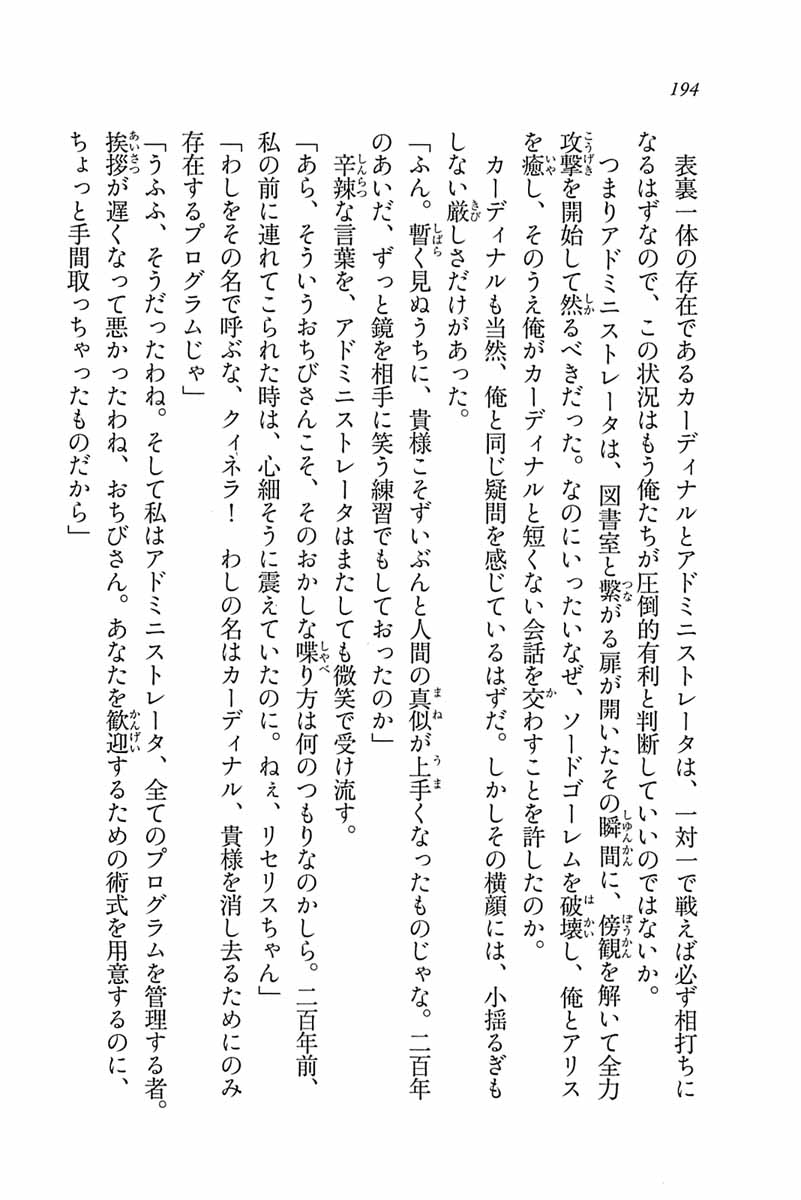 194
表裏一体の存在であるカーディナルとアドミニストレータは、一対一で戦えば必ず相打ちに
なるはずなので、この状況はもう俺たちが圧倒的有利と判断していいのではないか。
つまりアドミニストレータは、図書室と繋がる扉が開いたその瞬間に、傍観を解いて全力
攻撃を開始して然るべきだった。なのにいったいなぜ、ソードゴーレムを破壊し、俺とアリス
を癒し、そのうえ俺がカーディナルと短くない会話を交わすことを許したのか。
カーディナルも当然、俺と同じ疑問を感じているはずだ。しかしその横顔には、小揺るぎも
しない厳しさだけがあった。
「ふん。暫く見ぬうちに、貴様こそずいぶんと人間の真似が上手くなったものじゃな。二百年
のあいだ、ずっと鏡を相手に笑う練習でもしておったのか」
辛辣な言葉を、アドミニストレータはまたしても微笑で受け流す。
「あら、そういうおちびさんこそ、そのおかしな喋り方は何のつもりなのかしら。二百年前、
私の前に連れてこられた時は、心細そうに震えていたのに。ねぇ、リセリスちゃん」
「わしをその名で呼ぶな、クィネラ！　わしの名はカーディナル、貴様を消し去るためにのみ
存在するプログラムじゃ」
「うふふ、そうだったわね。そして私はアドミニストレータ、全てのプログラムを管理する者。
挨拶が遅くなって悪かったわね、おちびさん。あなたを歓迎するための術式を用意するのに、
ちょっと手間取っちゃったものだから」